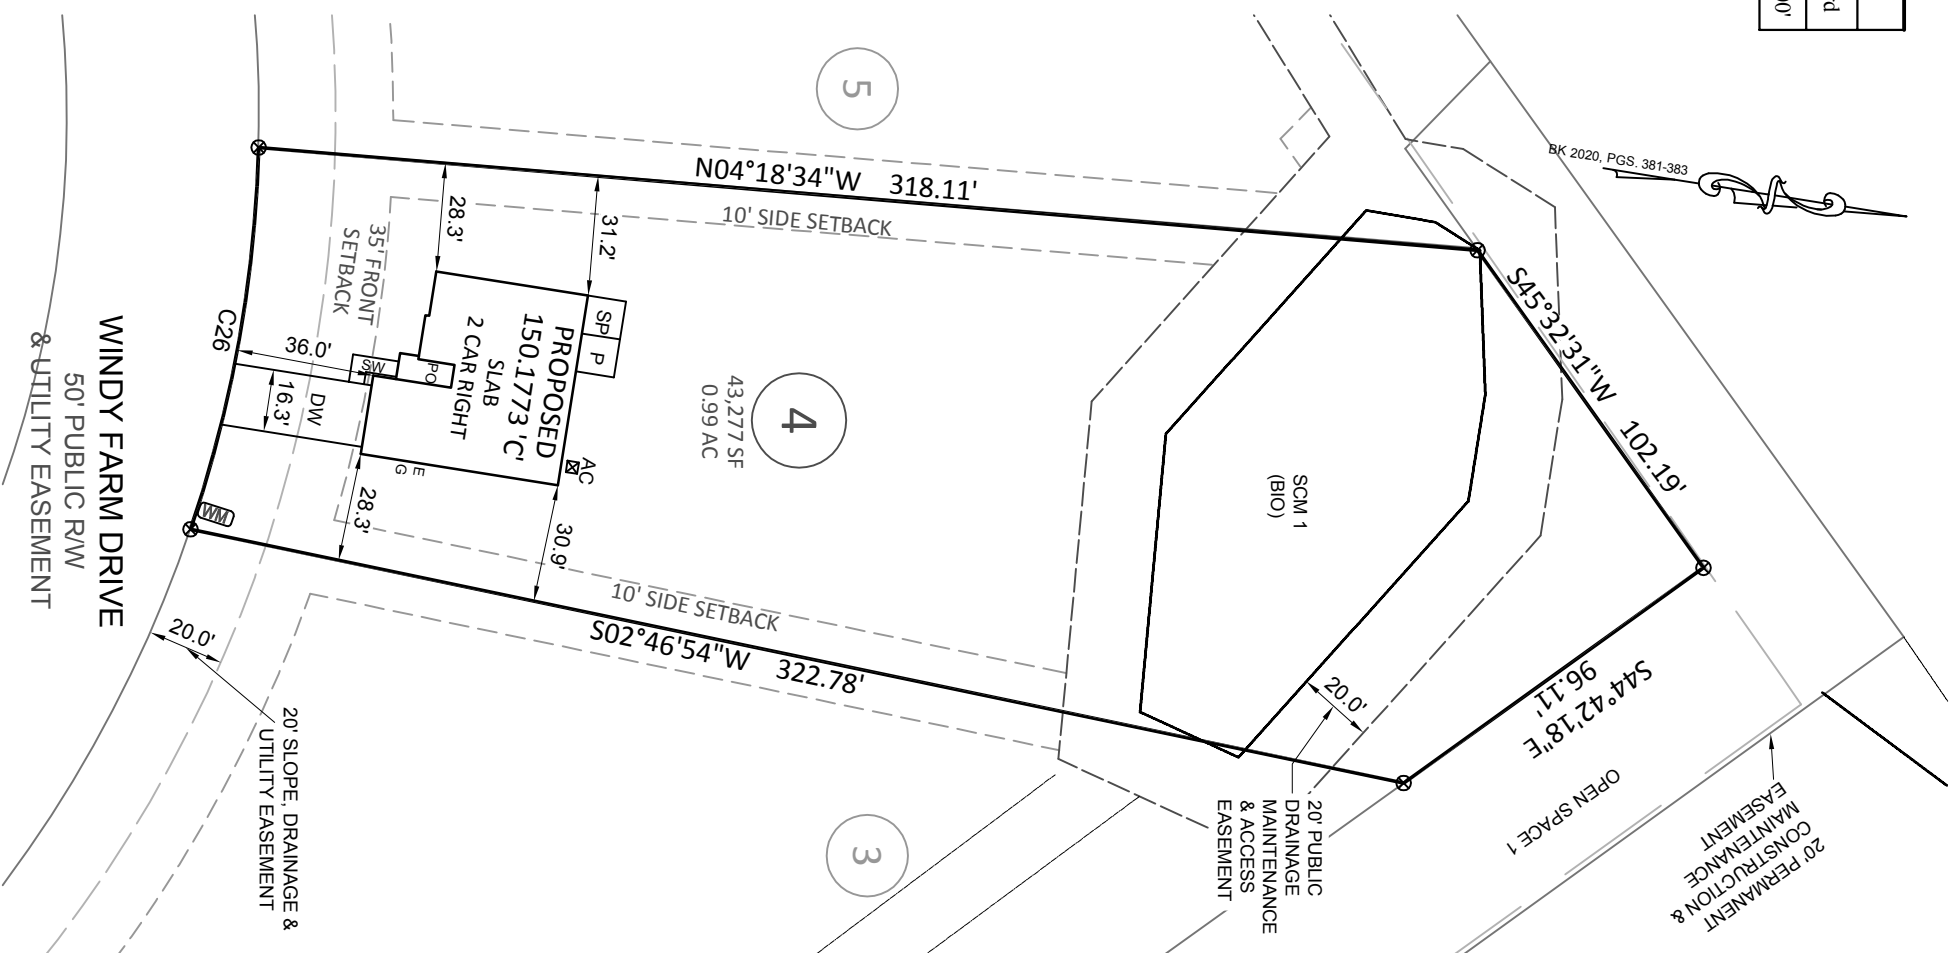 00'
rd
BK 2020, PGS. 381-383
5
N04°18'34"W 318.11'
10' SIDE SETBACK
28.3'
31.2'
35' FRONT
SETBACK
SP
P
PROPOSED
150.1773 'C'
SLAB
2 CAR RIGHT
PO
SW
36.0'
16.3'
DW
C26
E
G
AC
28.3'
30.9'
WM
4
43,277 SF
0.99 AC
SCM 1
(BIO)
S45°32'31"W 102.19'
S44°42'18"E
96.11'
10' SIDE SETBACK
S02°46'54"W 322.78'
20.0'
20' PUBLIC
DRAINAGE
MAINTENANCE
& ACCESS
EASEMENT
OPEN SPACE 1
20' PERMANENT
CONSTRUCTION &
MAINTENANCE
EASEMENT
3
20.0'
20' SLOPE, DRAINAGE &
UTILITY EASEMENT
WINDY FARM DRIVE
50' PUBLIC R/W
& UTILITY EASEMENT